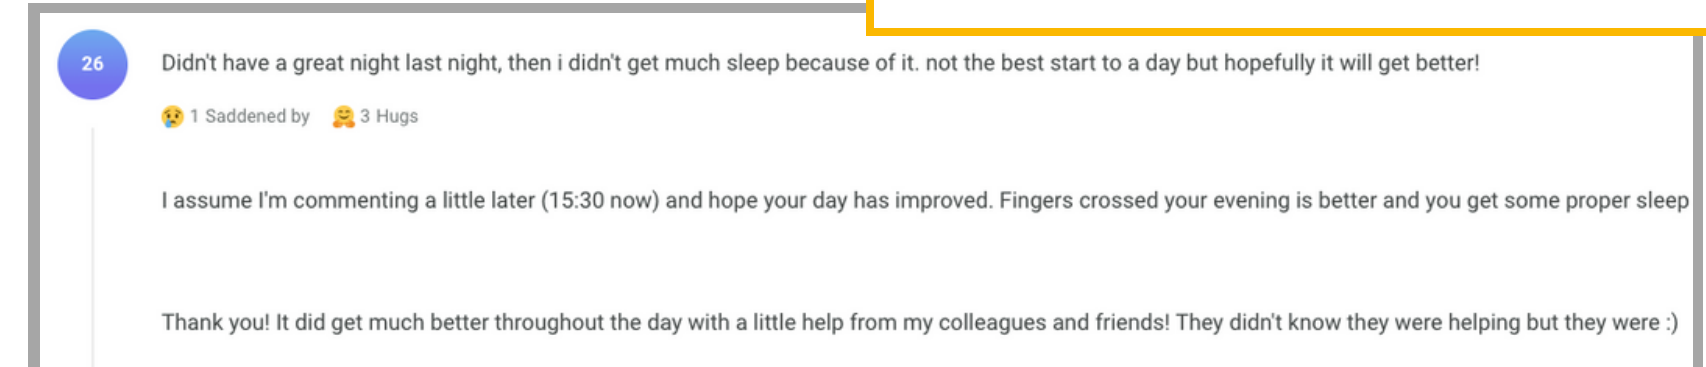 26
Didn't have a great night last night, then i didn't get much sleep because of it. not the best start to a day but hopefully it will get better!
1 Saddened by 3 Hugs
I assume I'm commenting a little later (15:30 now) and hope your day has improved. Fingers crossed your evening is better and you get some proper sleep
Thank you! It did get much better throughout the day with a little help from my colleagues and friends! They didn't know they were helping but they were :)